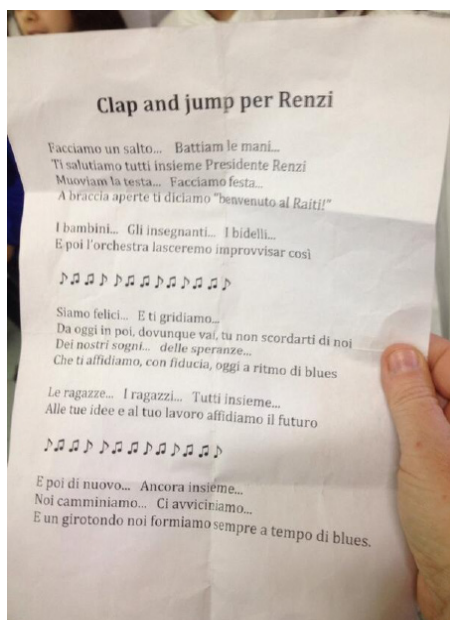 Clap and jump per Renzi
Facciamo un salto... Battiam le mani...
Ti salutiamo tutti insieme Presidente Renzi
Muoviam la testa... Facciamo festa...
A braccia aperte ti diciamo "benvenuto al Raiti!"
I bambini... Gli insegnanti... I bidelli...
E poi l'orchestra lasceremo improvvisar così
♪♫♫♪♪♫♫♪♫♪♫♫♪
Siamo felici... E ti gridiamo...
Da oggi in poi, dovunque vai, tu non scordarti di noi
Dei nostri sogni... delle speranze...
Che ti affidiamo, con fiducia, oggi a ritmo di blues
Le ragazze... I ragazzi... Tutti insieme...
Alle tue idee e al tuo lavoro affidiamo il futuro
♪♫♫♪♪♫♫♪♫♪♫♫♪
E poi di nuovo... Ancora insieme...
Noi camminiamo... Ci avviciniamo...
E un girotondo noi formiamo sempre a tempo di blues.